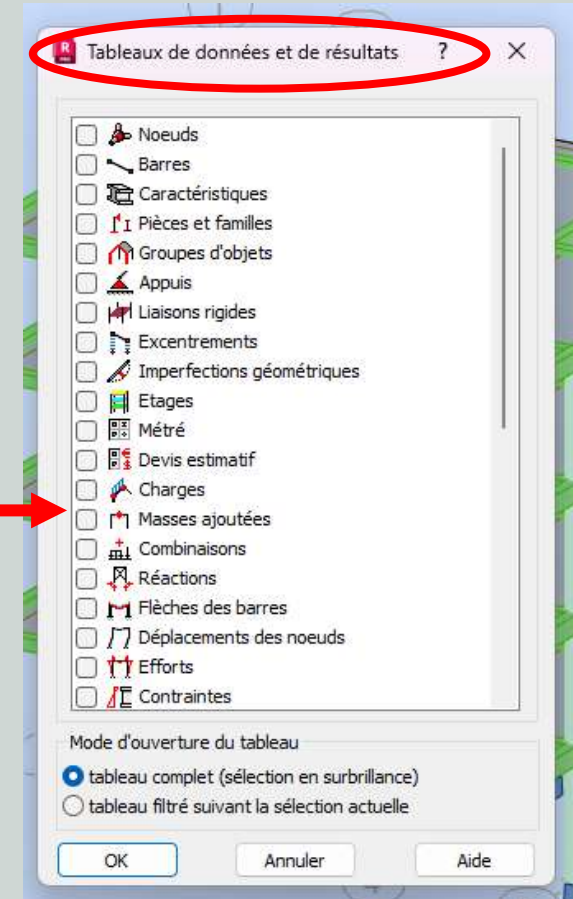 Tableaux de données et de résultats ?
Noeuds
Barres
Caractéristiques
Pièces et familles
Groupes d'objets
Appuis
Liaisons rigides
Excentrements
Imperfections géométriques
Etages
Métré
Devis estimatif
Charges
Masses ajoutées
Combinaisons
Réactions
Flèches des barres
Déplacements des noeuds
Efforts
Contraintes
Mode d'ouverture du tableau
tableau complet (sélection en surbrillance)
tableau filtré suivant la sélection actuelle
OK Annuler Aide